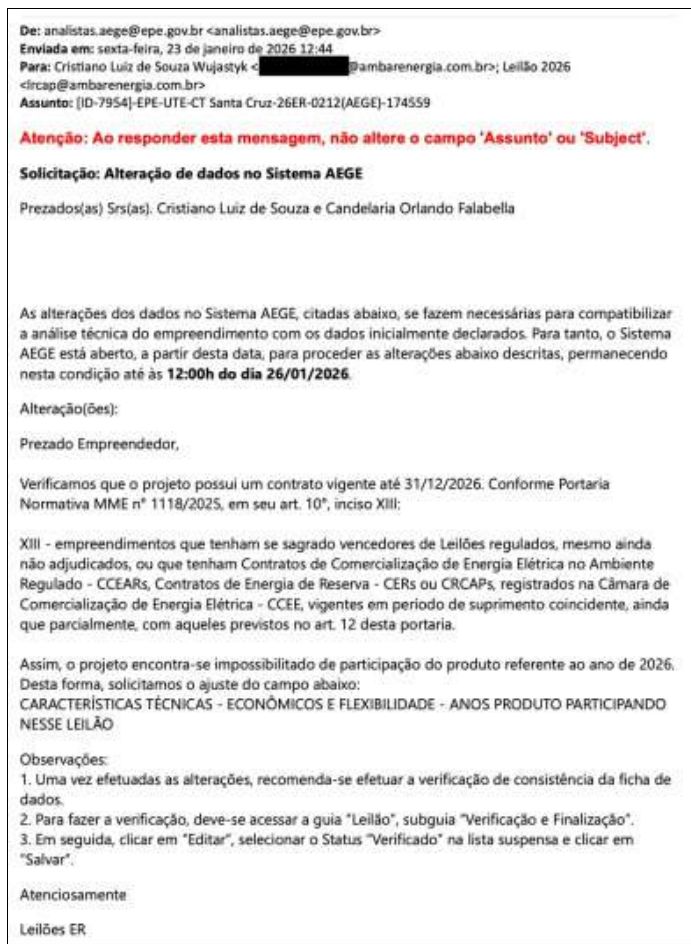 De: analistas.aege@epe.gov.br <analistas.aege@epe.gov.br>
Enviada em: sexta-feira, 23 de janeiro de 2026 12:44
Para: Cristiano Luiz de Souza Wujastyk < @ambarenergia.com.br>; Leilão 2026
<lrcap@ambarenergia.com.br>
Assunto: [ID-7954]-EPE-UTE-CT Santa Cruz-26ER-0212(AEGE)-174559
Atenção: Ao responder esta mensagem, não altere o campo 'Assunto' ou 'Subject'.
Solicitação: Alteração de dados no Sistema AEGE
Prezados(as) Srs(as). Cristiano Luiz de Souza e Candelaria Orlando Falabella
As alterações dos dados no Sistema AEGE, citadas abaixo, se fazem necessárias para compatibilizar
a análise técnica do empreendimento com os dados inicialmente declarados. Para tanto, o Sistema
AEGE está aberto, a partir desta data, para proceder as alterações abaixo descritas, permanecendo
nesta condição até às 12:00h do dia 26/01/2026.
Alteração(ões):
Prezado Empreendedor,
Verificamos que o projeto possui um contrato vigente até 31/12/2026. Conforme Portaria
Normativa MME n° 1118/2025, em seu art. 10°, inciso XIII:
XIII - empreendimentos que tenham se sagrado vencedores de Leilões regulados, mesmo ainda
não adjudicados, ou que tenham Contratos de Comercialização de Energia Elétrica no Ambiente
Regulado - CCEARs, Contratos de Energia de Reserva - CERs ou CRCAPs, registrados na Câmara de
Comercialização de Energia Elétrica - CCEE, vigentes em período de suprimento coincidente, ainda
que parcialmente, com aqueles previstos no art. 12 desta portaria.
Assim, o projeto encontra-se impossibilitado de participação do produto referente ao ano de 2026.
Desta forma, solicitamos o ajuste do campo abaixo:
CARACTERÍSTICAS TÉCNICAS - ECONÔMICOS E FLEXIBILIDADE - ANOS PRODUTO PARTICIPANDO
NESSE LEILÃO
Observações:
1. Uma vez efetuadas as alterações, recomenda-se efetuar a verificação de consistência da ficha de
dados.
2. Para fazer a verificação, deve-se acessar a guia "Leilão", subguia "Verificação e Finalização".
3. Em seguida, clicar em "Editar", selecionar o Status "Verificado" na lista suspensa e clicar em
"Salvar".
Atenciosamente
Leilões ER